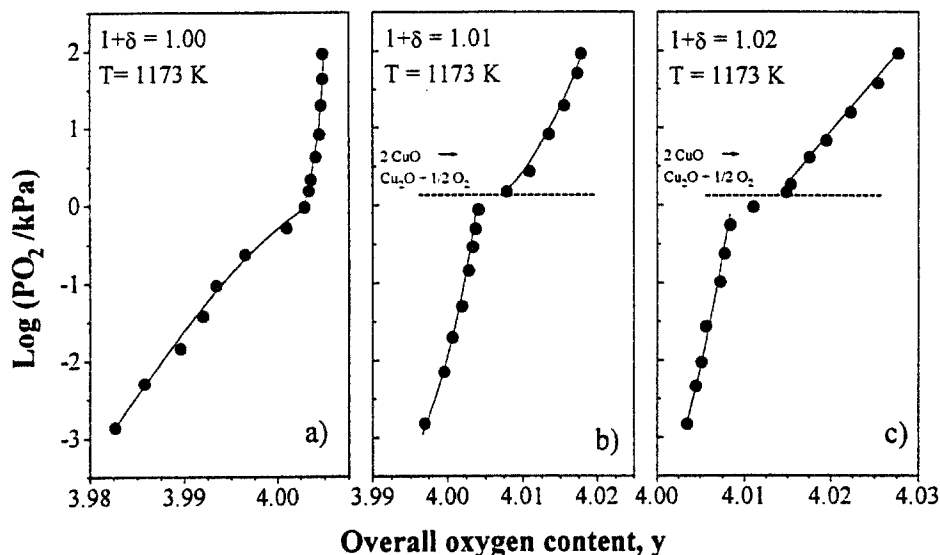 1+δ = 1.00
T= 1173 K
a)
1+δ = 1.01
T = 1173 K
2 CuO →
Cu₂O + 1/2 O₂
b)
1+δ = 1.02
T = 1173 K
2 CuO →
Cu₂O + 1/2 O₂
c)
Log (PO₂ /kPa)
2
1
0
-1
-2
-3
3.98 3.99 4.00 3.99 4.00 4.01 4.02 4.00 4.01 4.02 4.03
Overall oxygen content, y